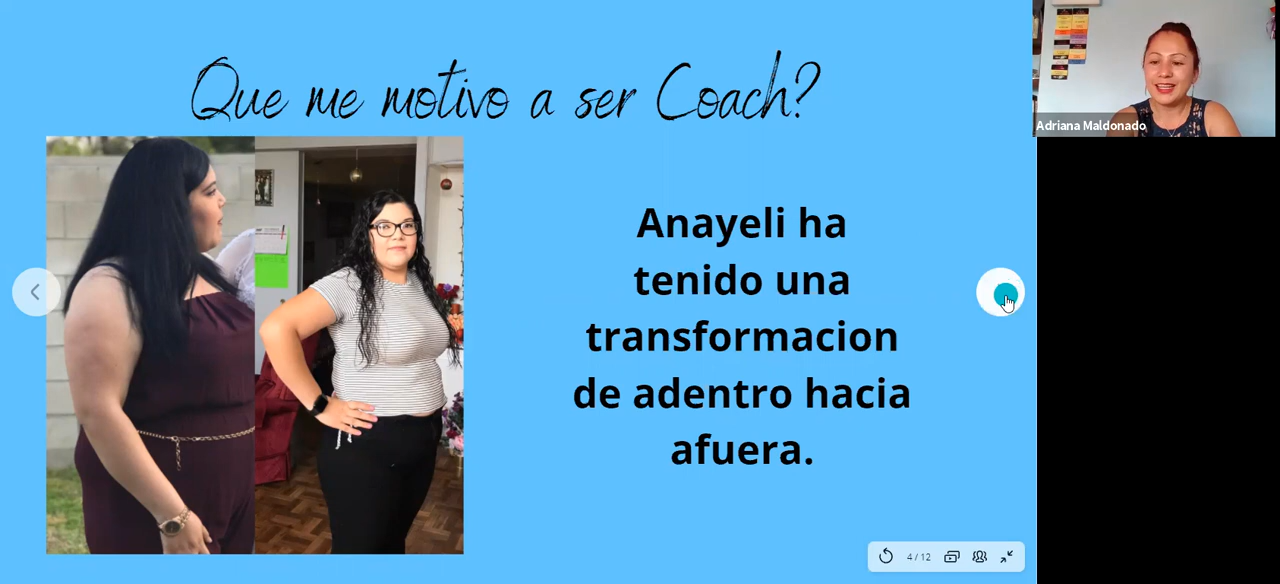 Que me motivo a ser Coach?
Anayeli ha
tenido una
transformacion
de adentro hacia
afuera.
Adriana Maldonado
4 / 12